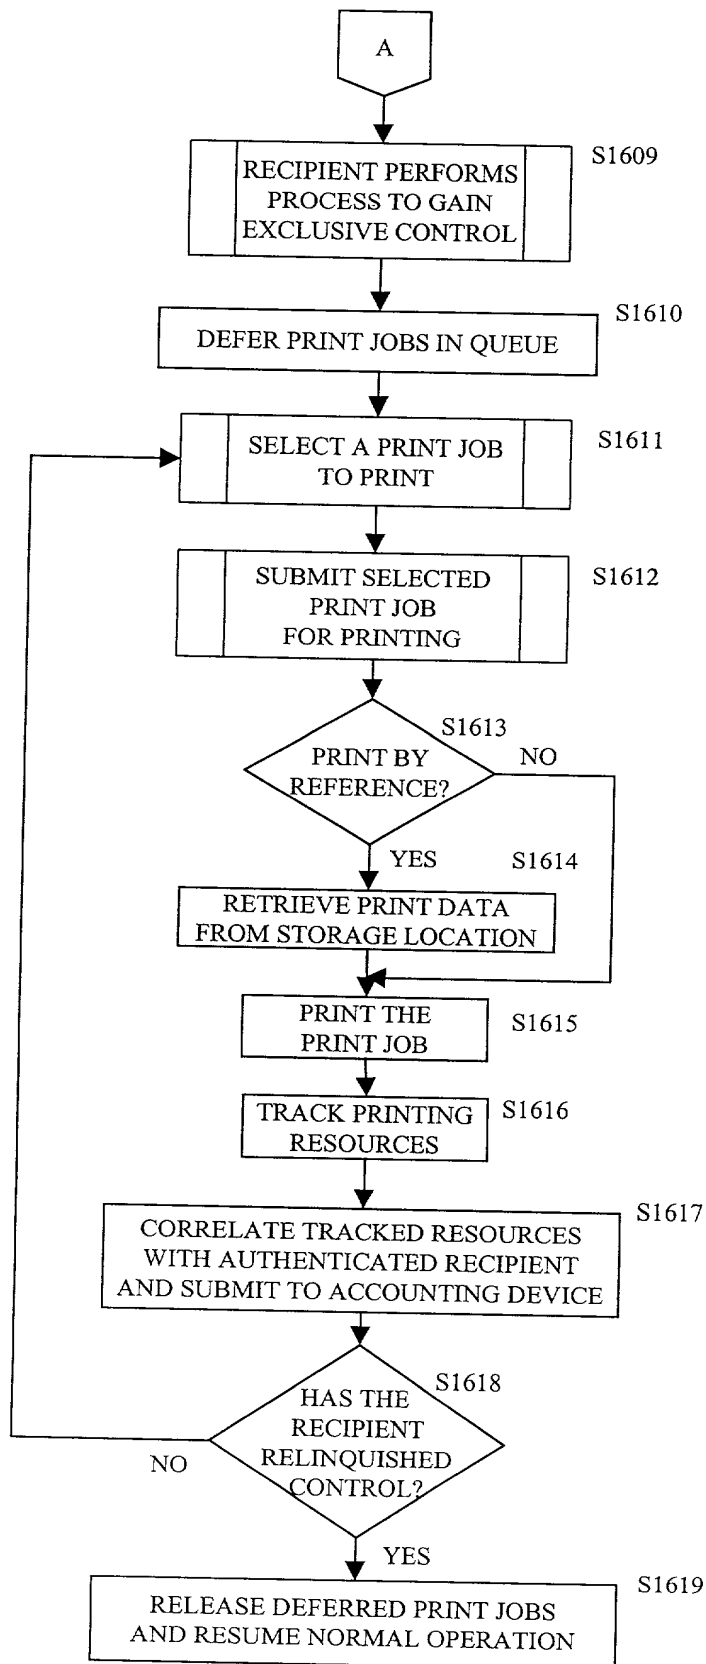 A
RECIPIENT PERFORMS
PROCESS TO GAIN
EXCLUSIVE CONTROL
S1609
DEFER PRINT JOBS IN QUEUE
S1610
SELECT A PRINT JOB
TO PRINT
S1611
SUBMIT SELECTED
PRINT JOB
FOR PRINTING
S1612
S1613
PRINT BY
REFERENCE?
NO
YES
S1614
RETRIEVE PRINT DATA
FROM STORAGE LOCATION
PRINT THE
PRINT JOB
S1615
TRACK PRINTING
RESOURCES
S1616
S1617
CORRELATE TRACKED RESOURCES
WITH AUTHENTICATED RECIPIENT
AND SUBMIT TO ACCOUNTING DEVICE
S1618
HAS THE
RECIPIENT
RELINQUISHED
CONTROL?
NO
YES
S1619
RELEASE DEFERRED PRINT JOBS
AND RESUME NORMAL OPERATION